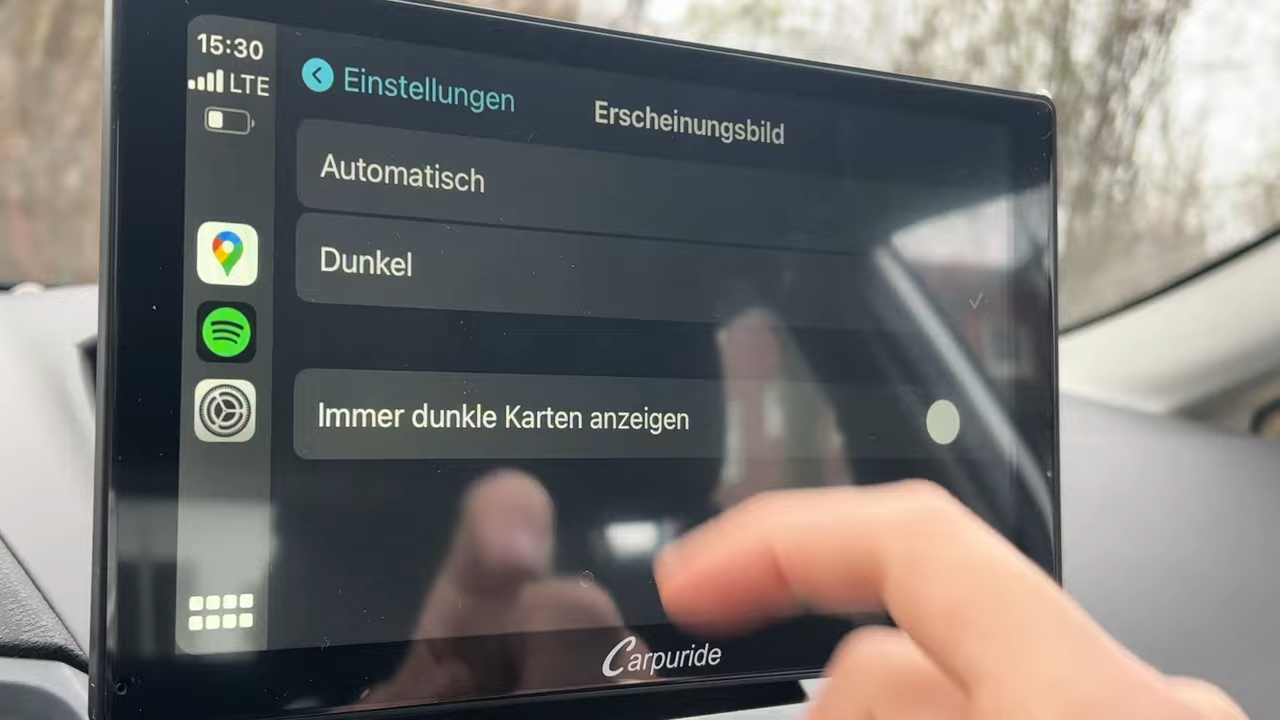 15:30
LTE
Einstellungen
Erscheinungsbild
Automatisch
Dunkel
Immer dunkle Karten anzeigen
Carpuride